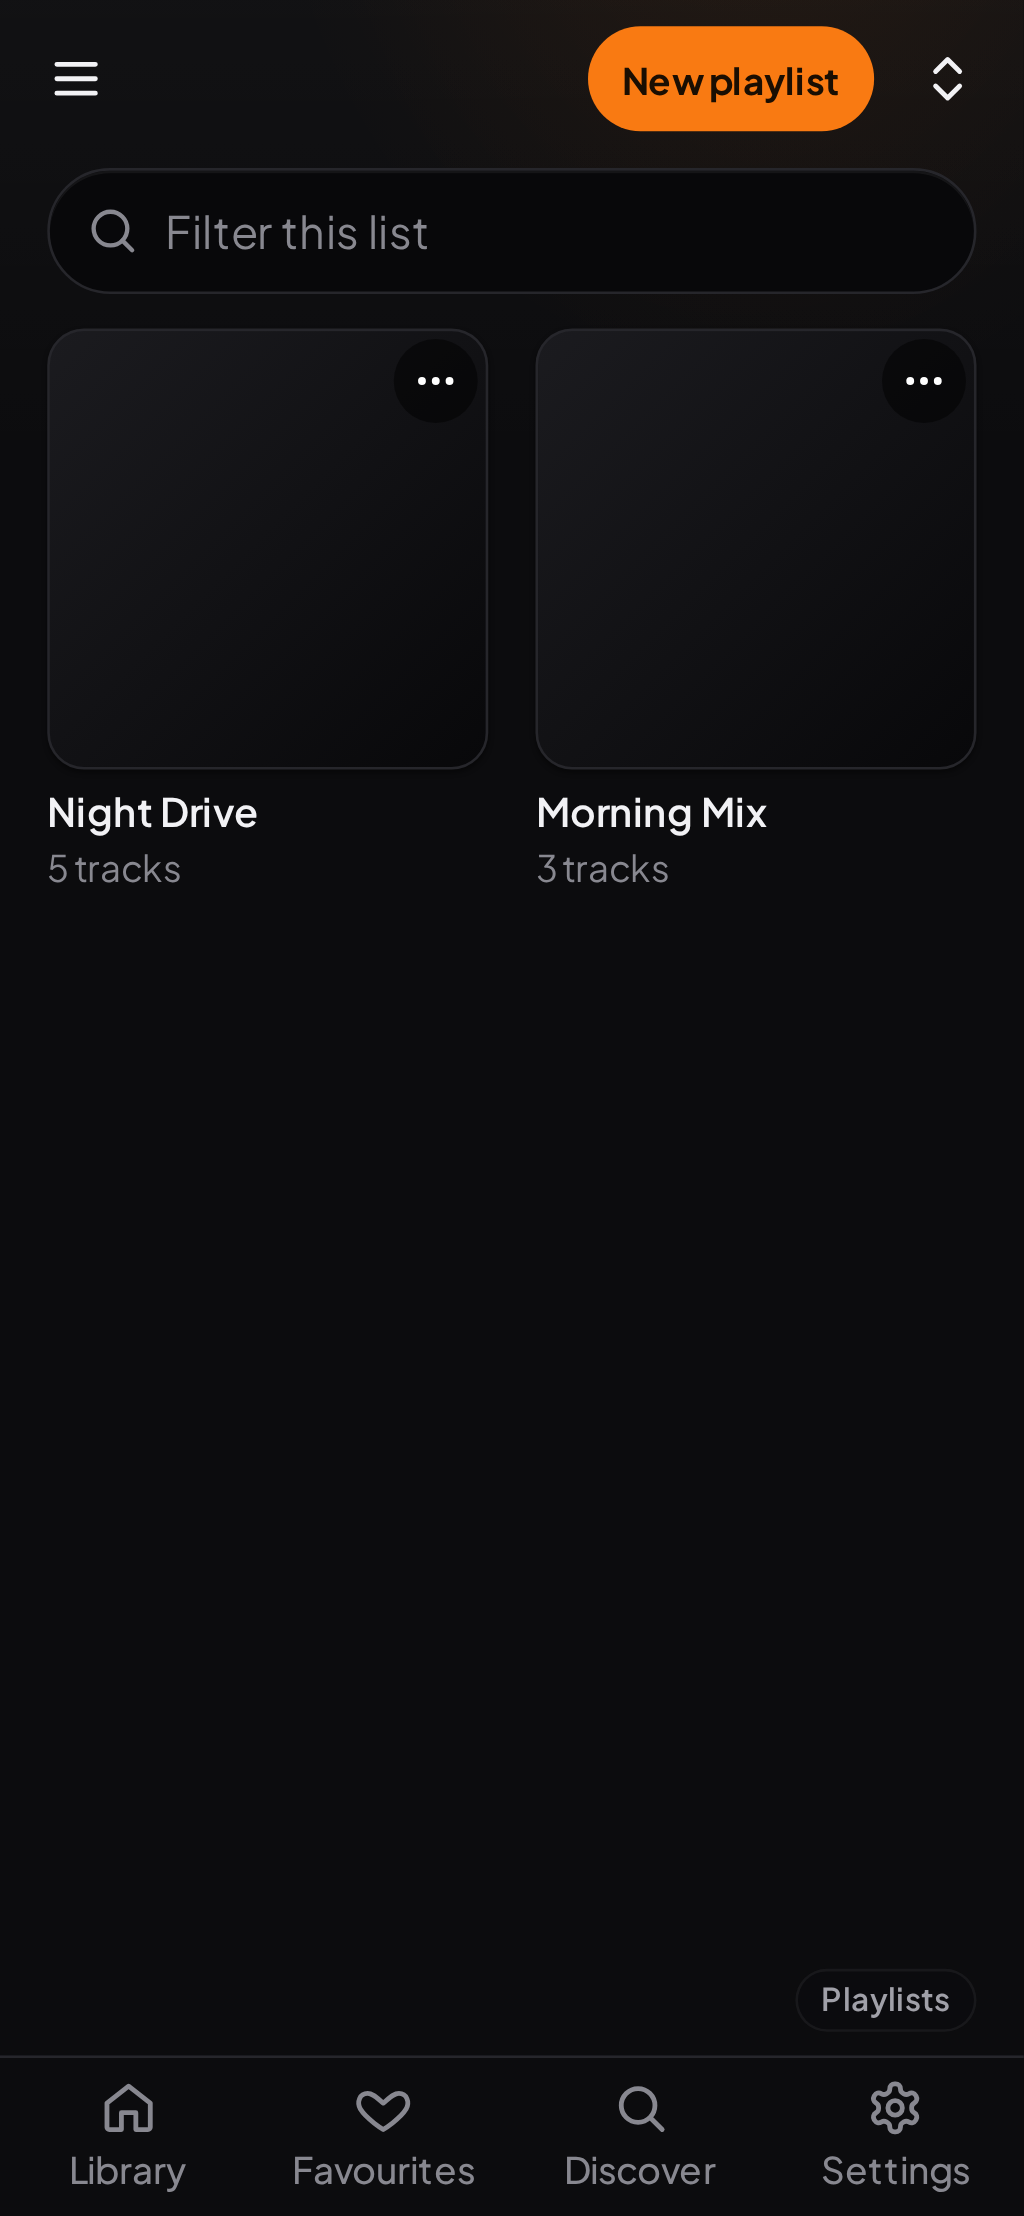 New playlist
Filter this list
Night Drive
5 tracks
Morning Mix
3 tracks
Playlists
Library
Favourites
Discover
Settings